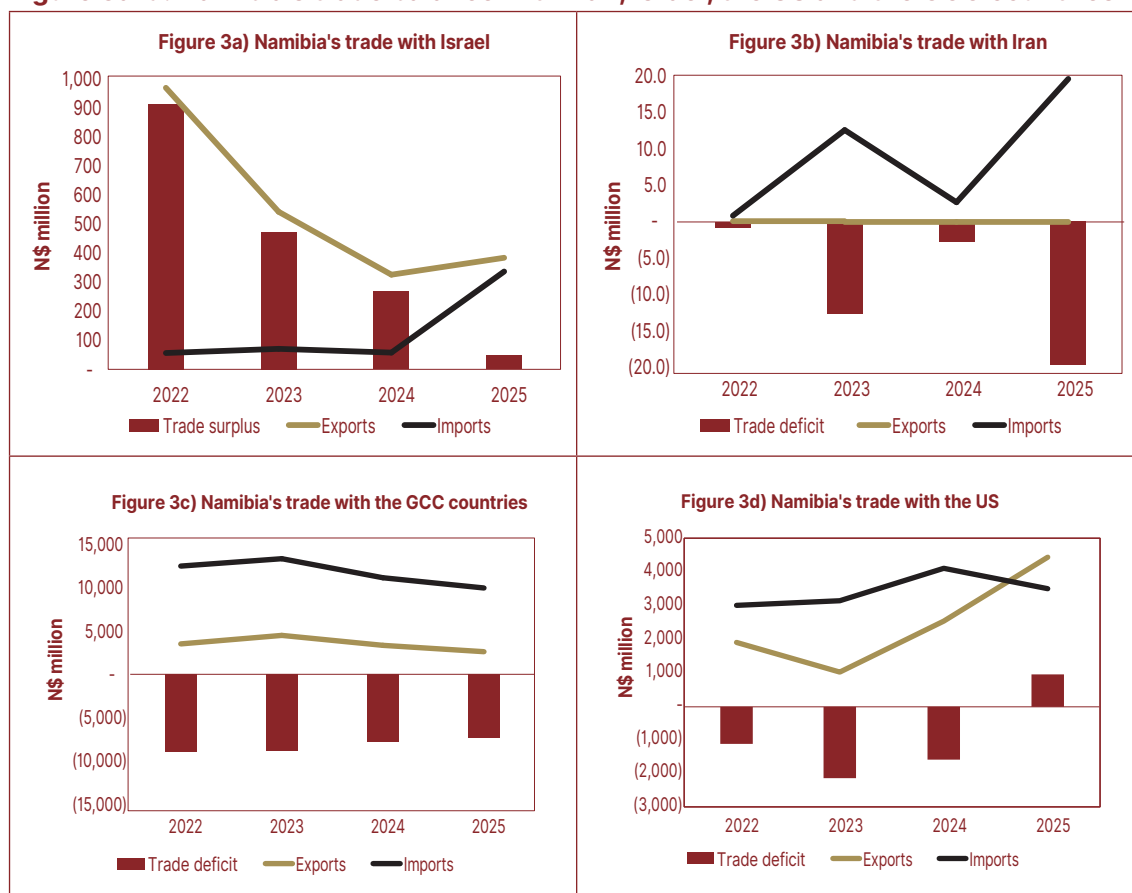 Figure 3a) Namibia's trade with Israel
1,000
900
800
700
600
500
400
300
200
100
-
N$ million
2022 2023 2024 2025
Trade surplus Exports Imports
Figure 3b) Namibia's trade with Iran
20.0
15.0
10.0
5.0
-
(5.0)
(10.0)
(15.0)
(20.0)
N$ million
2022 2023 2024 2025
Trade deficit Exports Imports
Figure 3c) Namibia's trade with the GCC countries
15,000
10,000
5,000
-
(5,000)
(10,000)
(15,000)
N$ million
2022 2023 2024 2025
Trade deficit Exports Imports
Figure 3d) Namibia's trade with the US
5,000
4,000
3,000
2,000
1,000
-
(1,000)
(2,000)
(3,000)
N$ million
2022 2023 2024 2025
Trade deficit Exports Imports